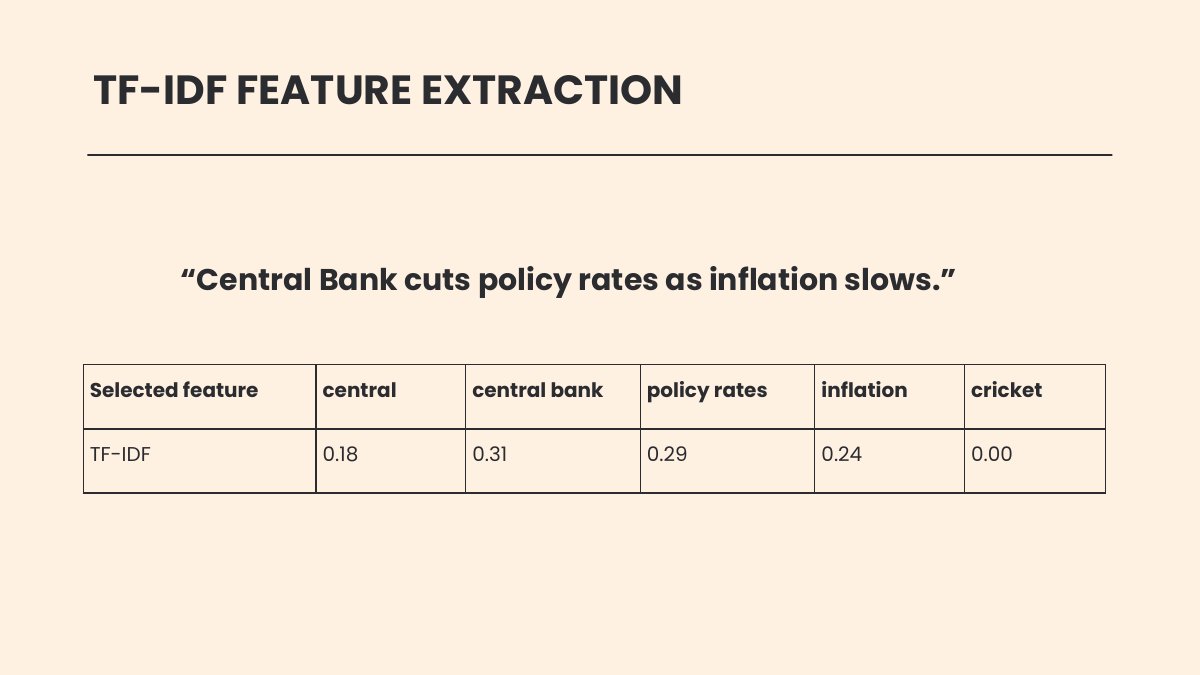 TF-IDF FEATURE EXTRACTION
“Central Bank cuts policy rates as inflation slows.”
Selected feature central central bank policy rates inflation cricket
TF-IDF 0.18 0.31 0.29 0.24 0.00